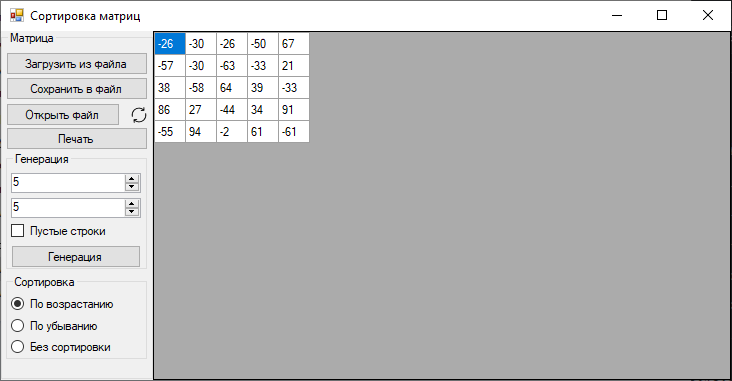 Сортировка матриц
Матрица
Загрузить из файла
Сохранить в файл
Открыть файл
Печать
Генерация
5
5
Пустые строки
Генерация
Сортировка
По возрастанию
По убыванию
Без сортировки
-26 -30 -26 -50 67
-57 -30 -63 -33 21
38 -58 64 39 -33
86 27 -44 34 91
-55 94 -2 61 -61